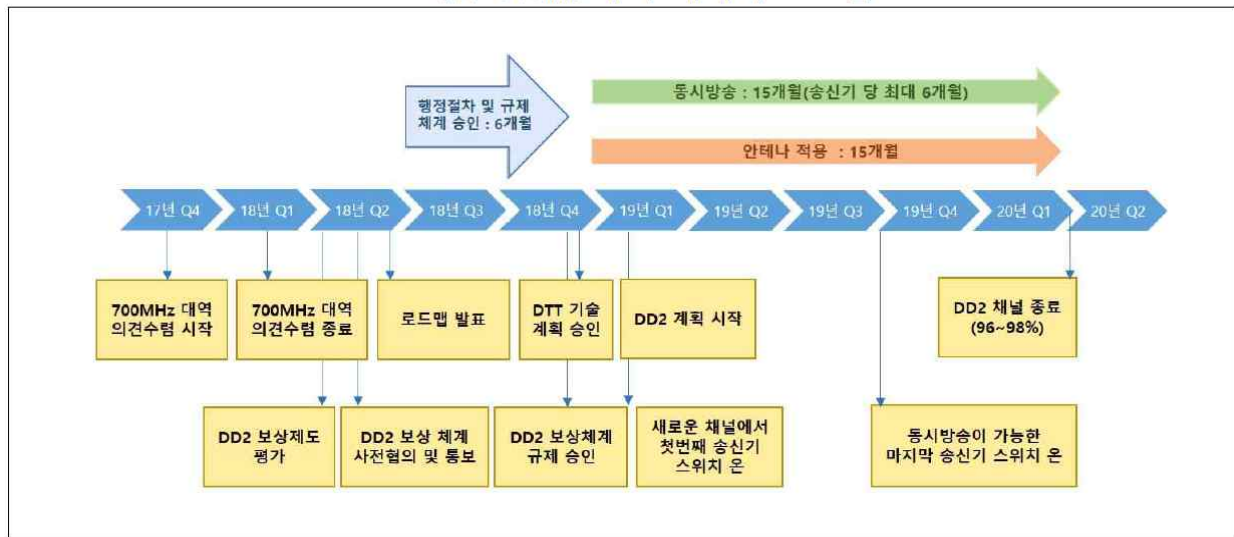 행정절차 및 규제
체계 승인 : 6개월
동시방송 : 15개월(송신기 당 최대 6개월)
안테나 적용 : 15개월
17년 Q4
18년 Q1
18년 Q2
18년 Q3
18년 Q4
19년 Q1
19년 Q2
19년 Q3
19년 Q4
20년 Q1
20년 Q2
700MHz 대역
의견수렴 시작
700MHz 대역
의견수렴 종료
로드맵 발표
DTT 기술
계획 승인
DD2 계획 시작
DD2 채널 종료
(96~98%)
DD2 보상제도
평가
DD2 보상 체계
사전협의 및 통보
DD2 보상체계
규제 승인
새로운 채널에서
첫번째 송신기
스위치 온
동시방송이 가능한
마지막 송신기 스위치 온